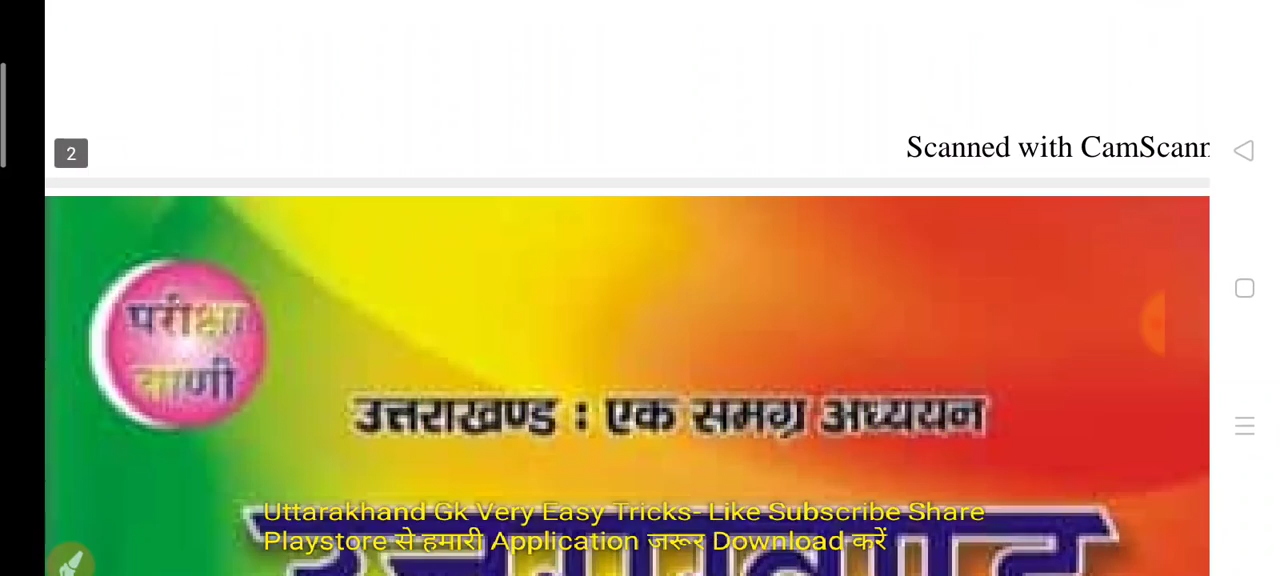 2
Scanned with CamScann
परीक्षा
वाणी
उत्तराखण्ड : एक समग्र अध्ययन
Uttarakhand Gk Very Easy Tricks- Like Subscribe Share
Playstore से हमारी Application जरूर Download करें